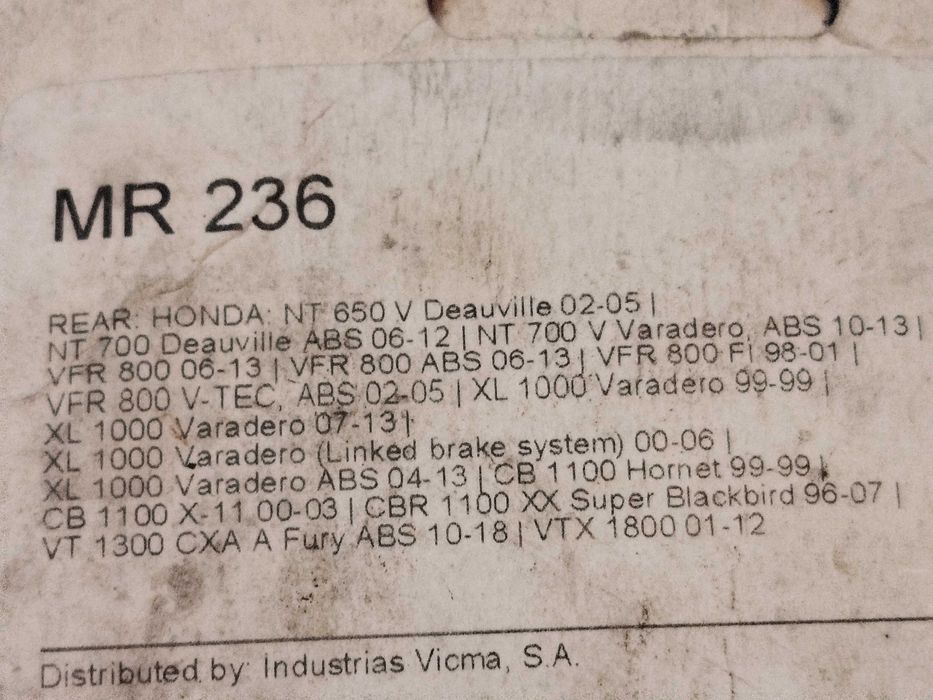 MR 236
REAR: HONDA: NT 650 V Deauville 02-05 |
NT 700 Deauville ABS 06-12 | NT 700 V Varadero, ABS 10-13 |
VFR 800 06-13 | VFR 800 ABS 06-13 | VFR 800 FI 98-01 |
VFR 800 V-TEC, ABS 02-05 | XL 1000 Varadero 99-99 |
XL 1000 Varadero 07-13 |
XL 1000 Varadero (Linked brake system) 00-06 |
XL 1000 Varadero ABS 04-13 | CB 1100 Hornet 99-99 |
CB 1100 X-11 00-03 | CBR 1100 XX Super Blackbird 96-07 |
VT 1300 CXA A Fury ABS 10-18 | VTX 1800 01-12
Distributed by: Industrias Vicma, S.A.